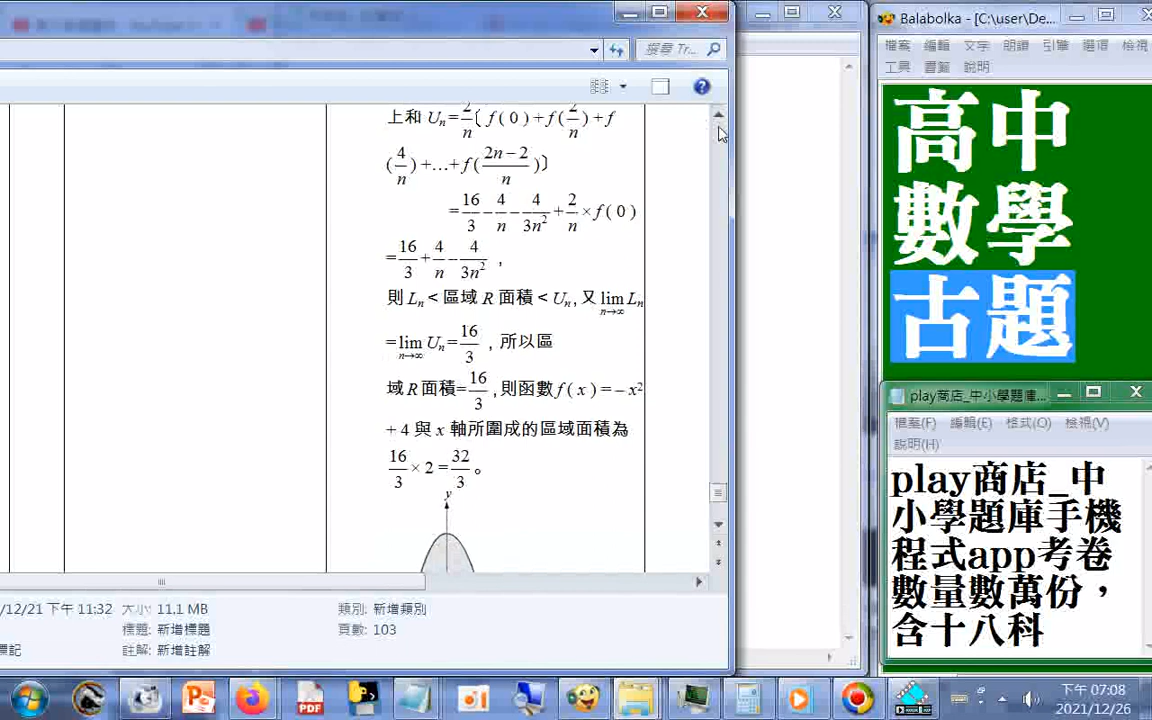 搜尋 Tr...
上和 Uₙ=2/n〔 f ( 0 ) + f (2/n) + f
(4/n) +…+ f ((2n－2)/n)〕
=16/3－4/n－4/3n²+2/n × f ( 0 )
=16/3+4/n－4/3n² ，
則 Lₙ < 區域 R 面積 < Uₙ, 又 lim n→∞ Lₙ
= lim n→∞ Uₙ=16/3 ，所以區
域 R 面積=16/3 , 則函數 f ( x ) = – x²
+ 4 與 x 軸所圍成的區域面積為
16/3 × 2 =32/3。
y
/12/21 下午 11:32 大小: 11.1 MB 類別: 新增類別
標題: 新增標題 頁數: 103
標記 註解: 新增註解
Balabolka - [C:\user\De...
檔案 編輯 文字 朗讀 引擎 選項 檢視
工具 書籤 說明
高中
數學
古題
play商店_中小學題庫...
檔案(F) 編輯(E) 格式(O) 檢視(V)
說明(H)
play商店_中
小學題庫手機
程式app考卷
數量數萬份，
含十八科
PDF
下午 07:08
2021/12/26